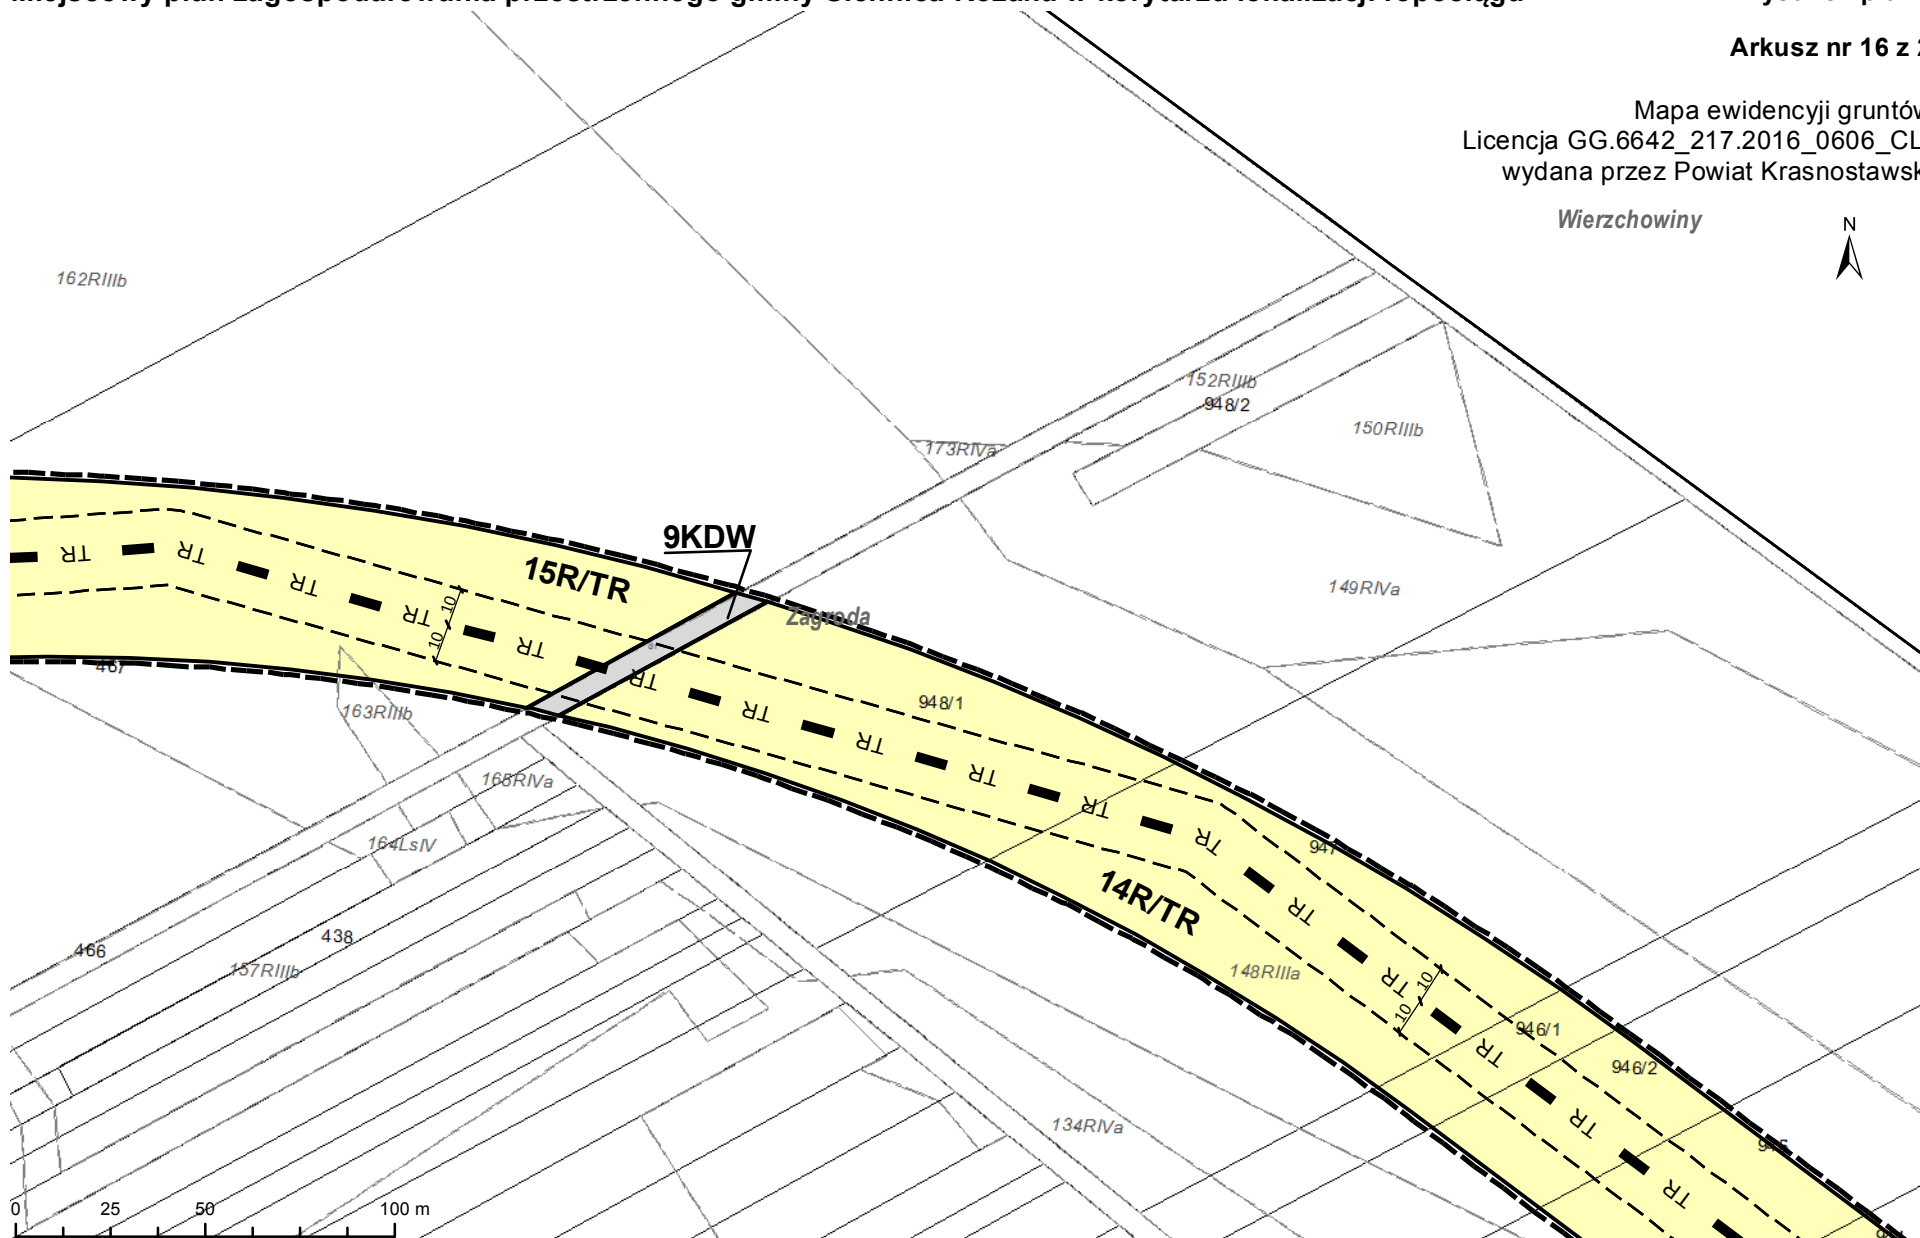 Arkusz nr 16 z
Mapa ewidencyji gruntów
Licencja GG.6642_217.2016_0606_CL
wydana przez Powiat Krasnostawsk
Wierzchowiny
N
162RIIIb
152RIIIb
948/2
150RIIIb
173RIVa
9KDW
15R/TR
149RIVa
Zagroda
TR TR TR TR TR TR TR TR TR TR TR TR TR TR TR TR
10
10
467
163RIIIb
948/1
168RIVa
164LsIV
947
14R/TR
438
466
157RIIIb
148RIIIa
10
10
946/1
946/2
134RIVa
945
0 25 50 100 m